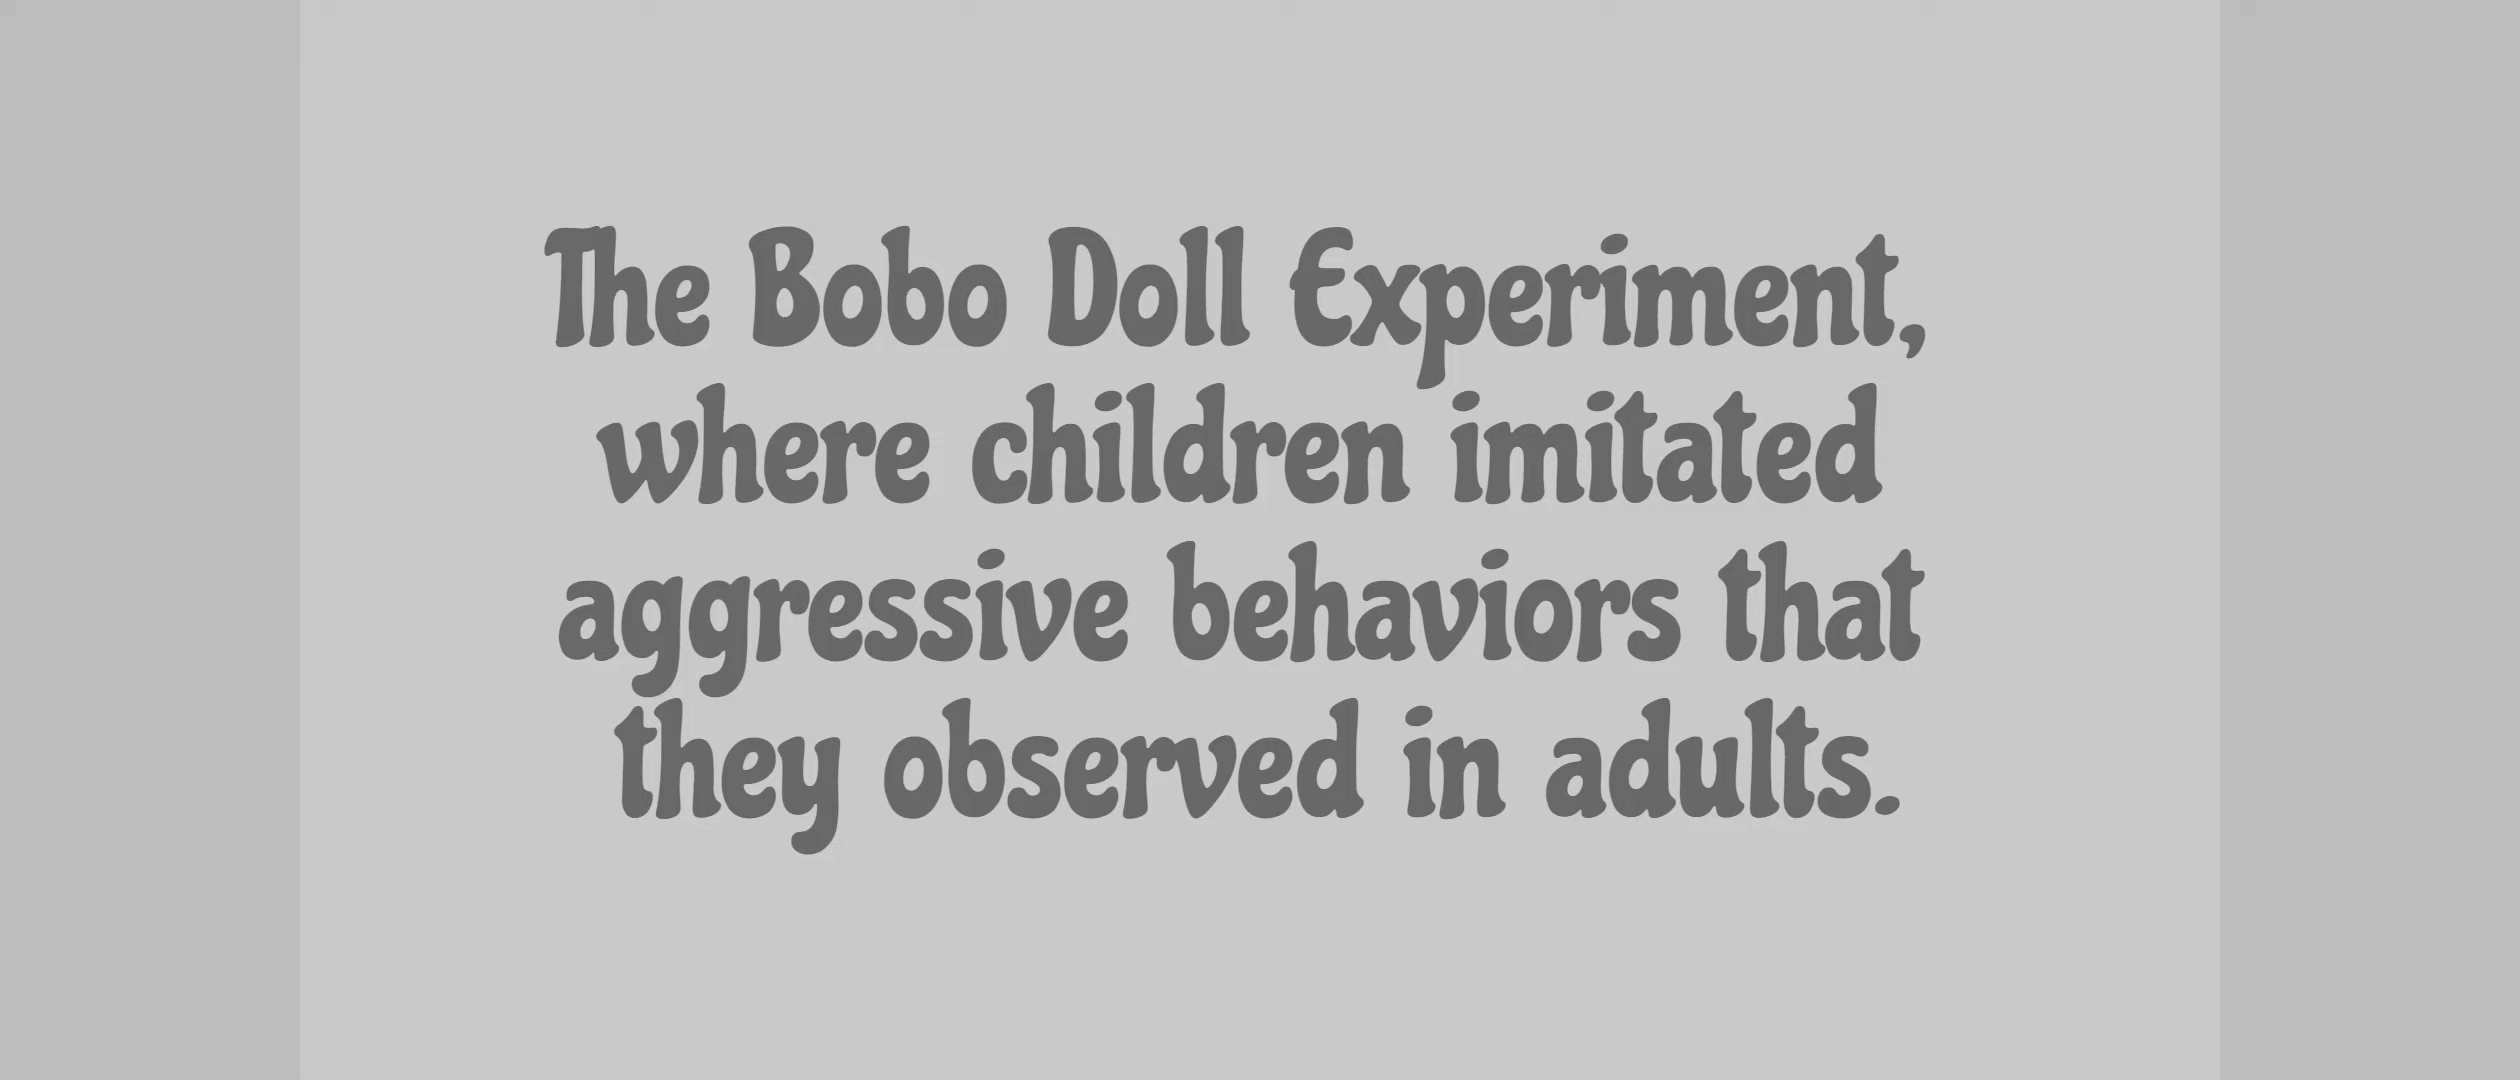 The Bobo Doll Experiment,
where children imitated
aggressive behaviors that
they observed in adults.